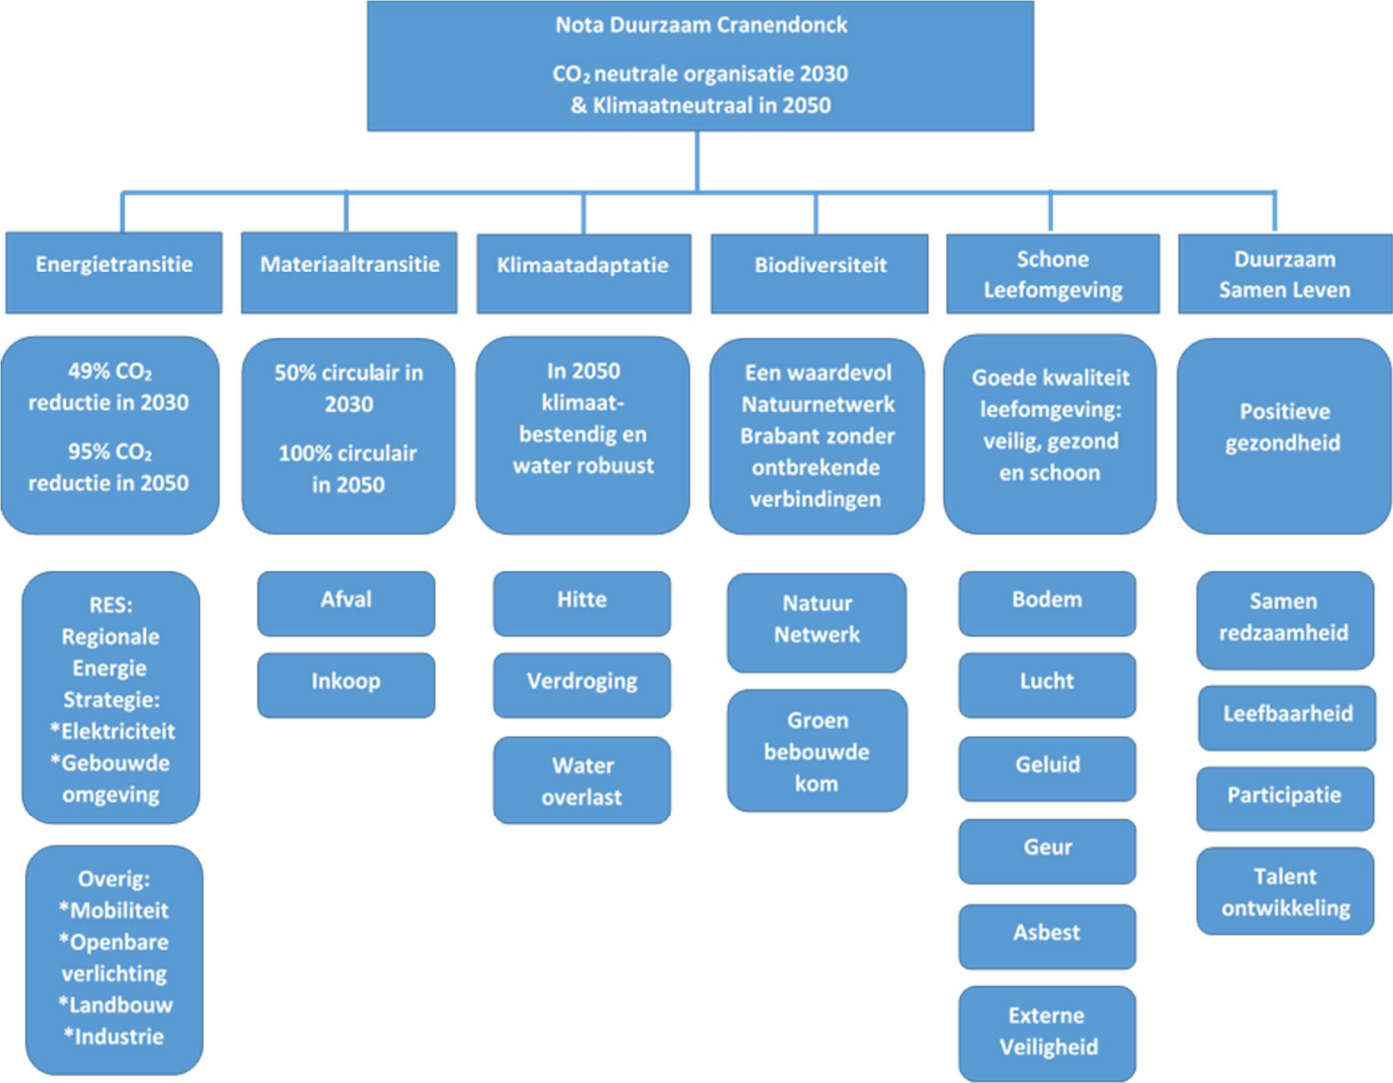 Nota Duurzaam Cranendonck
CO₂ neutrale organisatie 2030
& Klimaatneutraal in 2050
Energietransitie
49% CO₂
reductie in 2030
95% CO₂
reductie in 2050
RES:
Regionale
Energie
Strategie:
*Elektriciteit
*Gebouwde
omgeving
Overig:
*Mobiliteit
*Openbare
verlichting
*Landbouw
*Industrie
Materiaaltransitie
50% circulair in
2030
100% circulair
in 2050
Afval
Inkoop
Klimaatadaptatie
In 2050
klimaat-
bestendig en
water robuust
Hitte
Verdroging
Water
overlast
Biodiversiteit
Een waardevol
Natuurnetwerk
Brabant zonder
ontbrekende
verbindingen
Natuur
Netwerk
Groen
bebouwde
kom
Schone
Leefomgeving
Goede kwaliteit
leefomgeving:
veilig, gezond
en schoon
Bodem
Lucht
Geluid
Geur
Asbest
Externe
Veiligheid
Duurzaam
Samen Leven
Positieve
gezondheid
Samen
redzaamheid
Leefbaarheid
Participatie
Talent
ontwikkeling